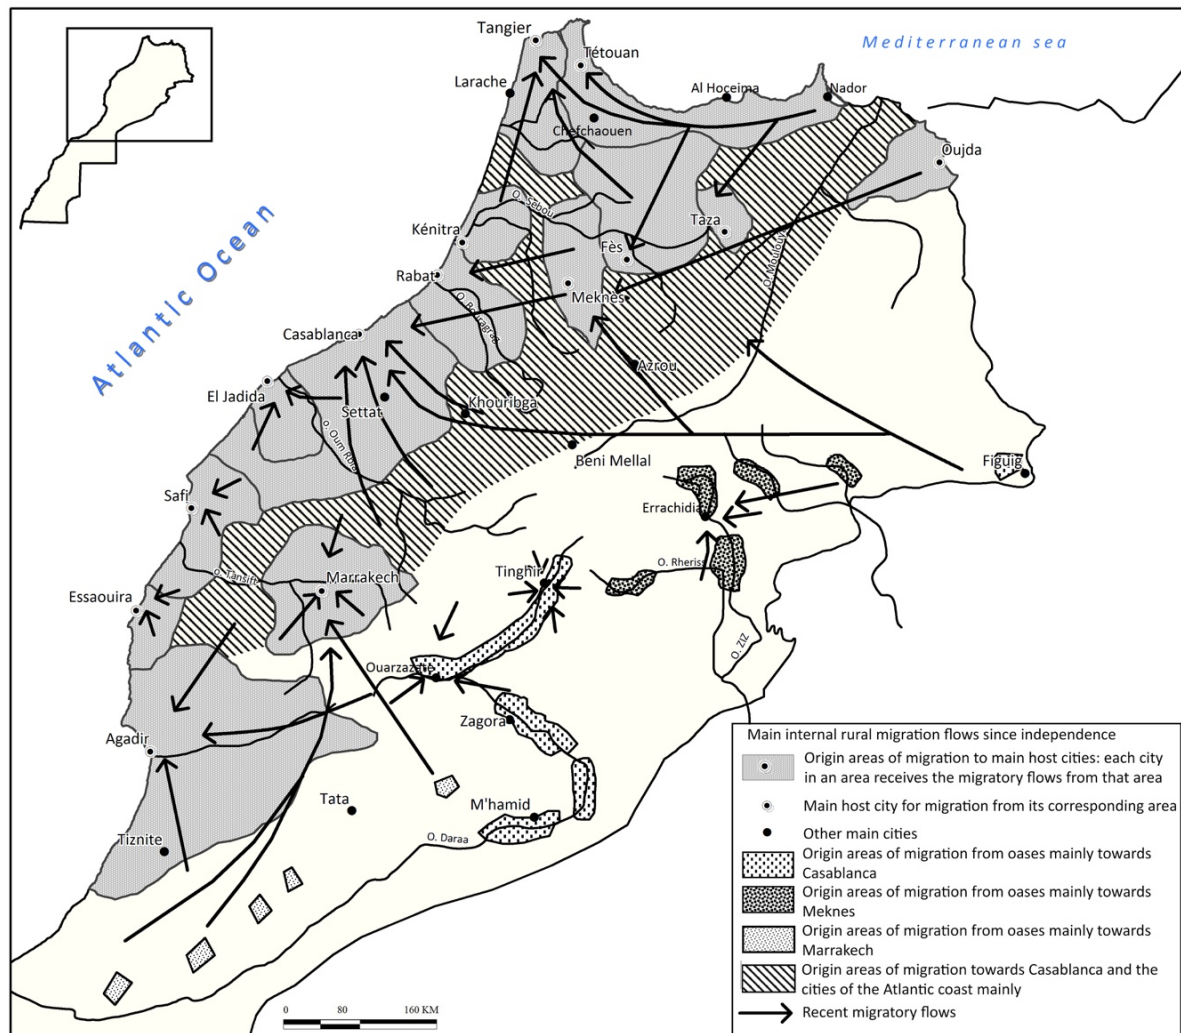 Mediterranean sea
Atlantic Ocean
Tangier
Tétouan
Larache
Al Hoceima
Nador
Chefchaouen
Oujda
O. Sebou
Kénitra
Taza
Fès
O. Moulouy
Rabat
Meknès
O. Bouragrag
Casablanca
Azrou
El Jadida
Settat
Khouribga
O. Oum Rbia
Beni Mellal
Figuig
Safi
Errachidia
O. Tansift
Marrakech
Tinghir
O. Rheriss
Essaouira
O. ZIZ
Ouarzazate
Zagora
Agadir
Tata
M'hamid
O. Daraa
Tiznite
0 80 160 KM
Main internal rural migration flows since independence
Origin areas of migration to main host cities: each city
in an area receives the migratory flows from that area
Main host city for migration from its corresponding area
Other main cities
Origin areas of migration from oases mainly towards
Casablanca
Origin areas of migration from oases mainly towards
Meknes
Origin areas of migration from oases mainly towards
Marrakech
Origin areas of migration towards Casablanca and the
cities of the Atlantic coast mainly
Recent migratory flows